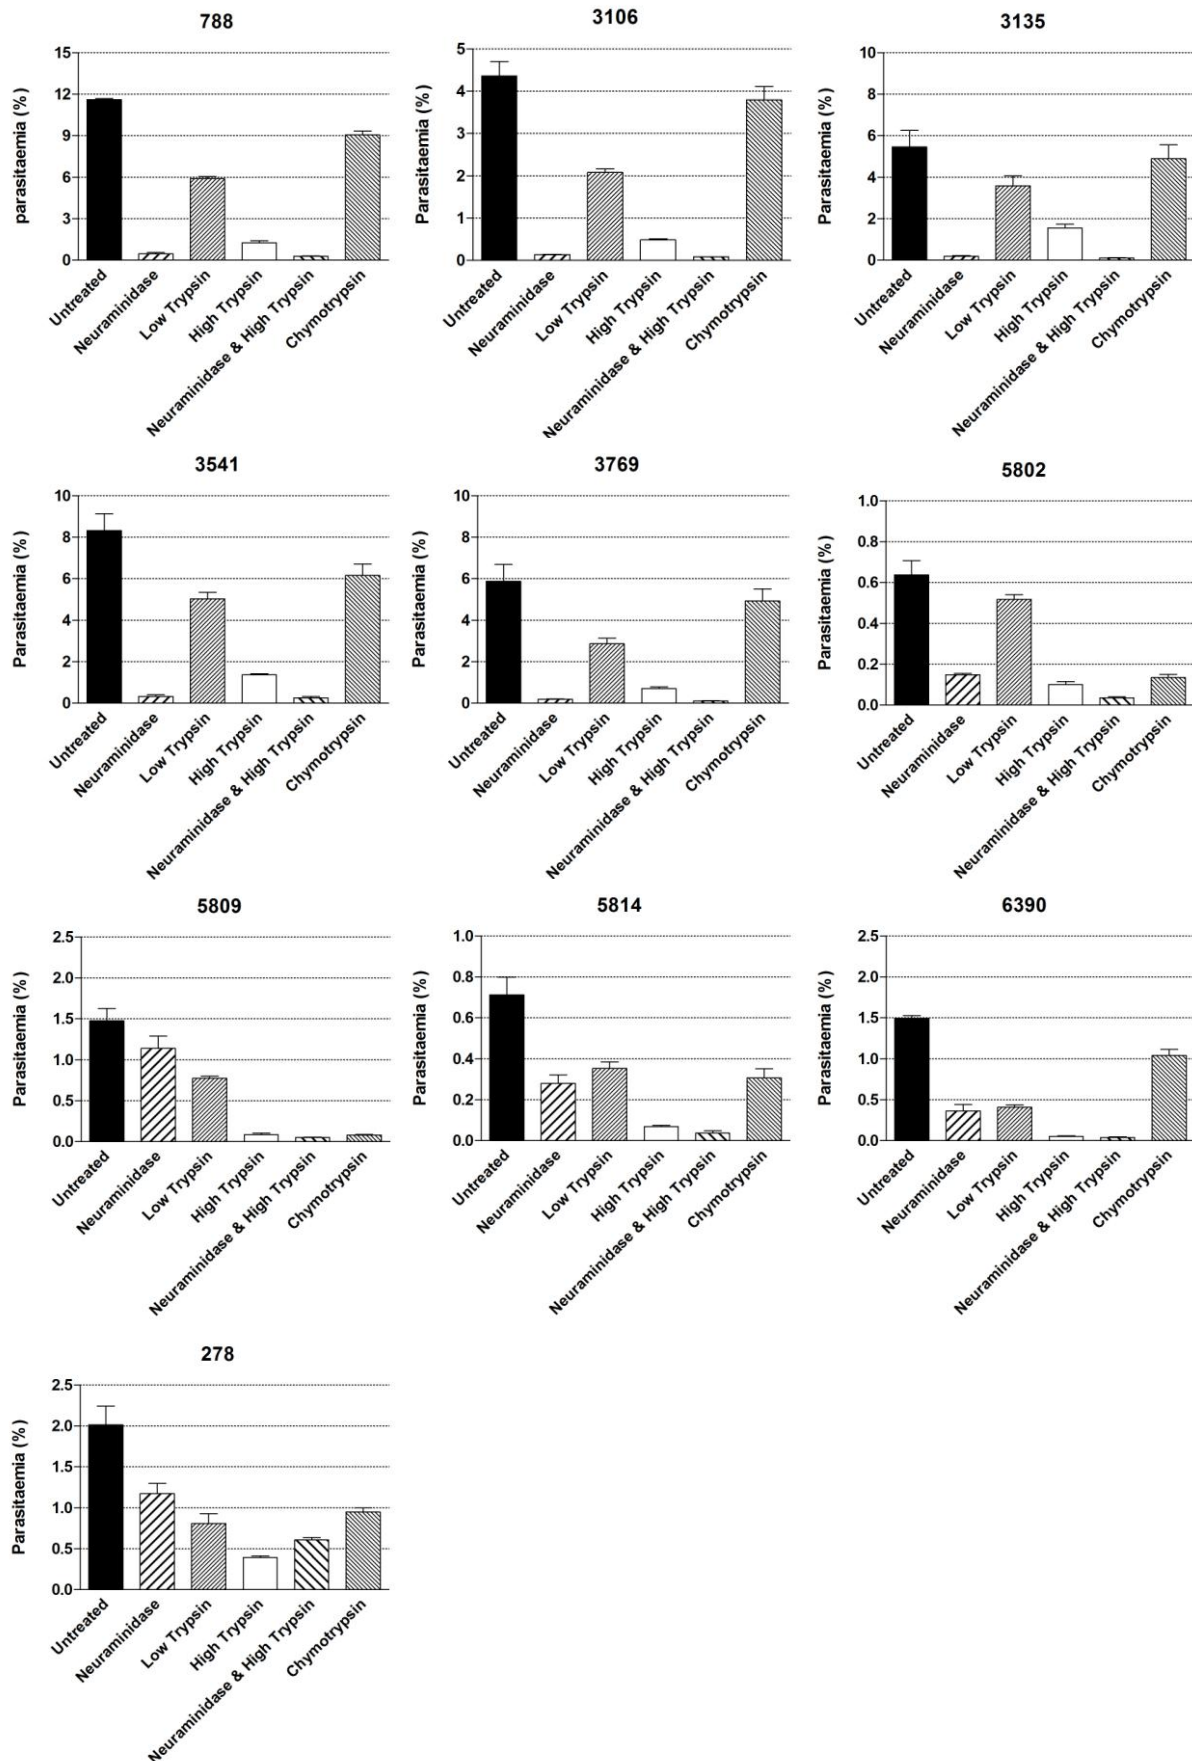 788
parasitaemia (%)
15
12
9
6
3
0
Untreated
Neuraminidase
Low Trypsin
High Trypsin
Neuraminidase & High Trypsin
Chymotrypsin
3106
Parasitaemia (%)
5
4
3
2
1
0
Untreated
Neuraminidase
Low Trypsin
High Trypsin
Neuraminidase & High Trypsin
Chymotrypsin
3135
Parasitaemia (%)
10
8
6
4
2
0
Untreated
Neuraminidase
Low Trypsin
High Trypsin
Neuraminidase & High Trypsin
Chymotrypsin
3541
Parasitaemia (%)
10
8
6
4
2
0
Untreated
Neuraminidase
Low Trypsin
High Trypsin
Neuraminidase & High Trypsin
Chymotrypsin
3769
Parasitaemia (%)
10
8
6
4
2
0
Untreated
Neuraminidase
Low Trypsin
High Trypsin
Neuraminidase & High Trypsin
Chymotrypsin
5802
Parasitaemia (%)
1.0
0.8
0.6
0.4
0.2
0.0
Untreated
Neuraminidase
Low Trypsin
High Trypsin
Neuraminidase & High Trypsin
Chymotrypsin
5809
Parasitaemia (%)
2.5
2.0
1.5
1.0
0.5
0.0
Untreated
Neuraminidase
Low Trypsin
High Trypsin
Neuraminidase & High Trypsin
Chymotrypsin
5814
Parasitaemia (%)
1.0
0.8
0.6
0.4
0.2
0.0
Untreated
Neuraminidase
Low Trypsin
High Trypsin
Neuraminidase & High Trypsin
Chymotrypsin
6390
Parasitaemia (%)
2.5
2.0
1.5
1.0
0.5
0.0
Untreated
Neuraminidase
Low Trypsin
High Trypsin
Neuraminidase & High Trypsin
Chymotrypsin
278
Parasitaemia (%)
2.5
2.0
1.5
1.0
0.5
0.0
Untreated
Neuraminidase
Low Trypsin
High Trypsin
Neuraminidase & High Trypsin
Chymotrypsin